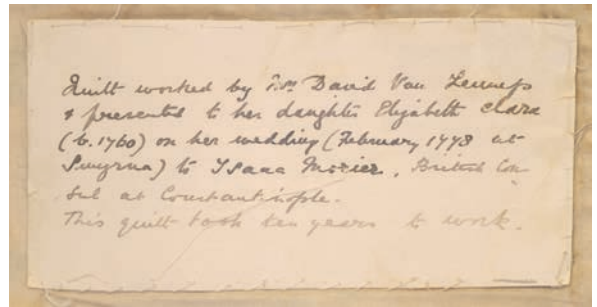 Quilt worked by Mrs David Van Lennep
& presented to her daughter Elizabeth Clara
(b. 1760) on her wedding (February 1778 at
Smyrna) to Isaac Morier, British Con-
sul at Constantinople.
This quilt took ten years to work.